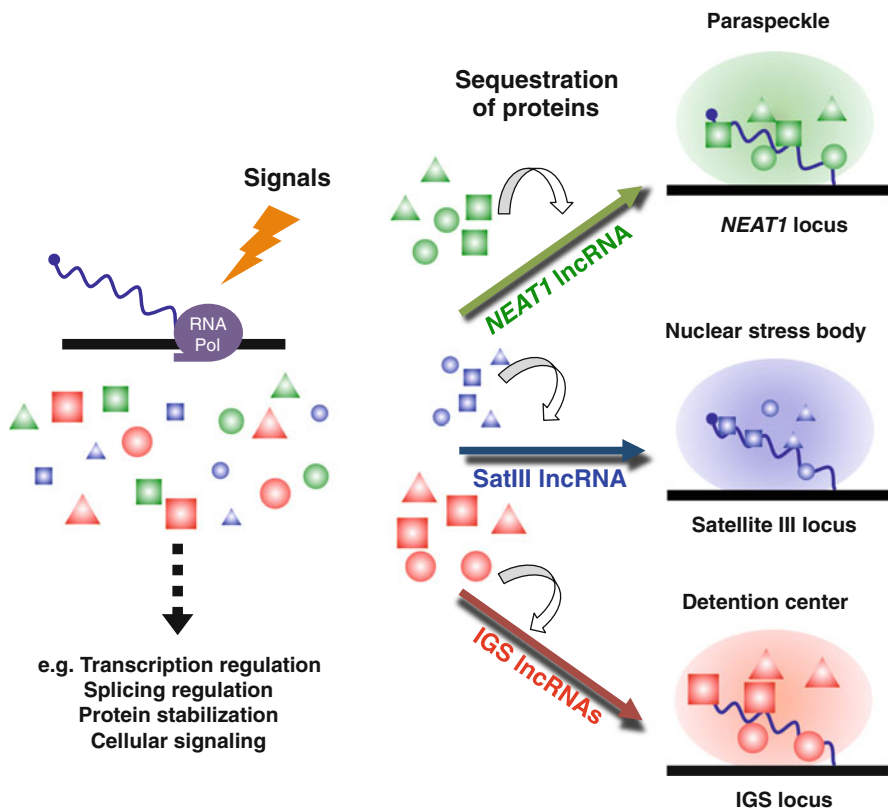 Signals
RNA
Pol
e.g. Transcription regulation
Splicing regulation
Protein stabilization
Cellular signaling
Sequestration
of proteins
NEAT1 lncRNA
SatIII lncRNA
IGS lncRNAs
Paraspeckle
NEAT1 locus
Nuclear stress body
Satellite III locus
Detention center
IGS locus